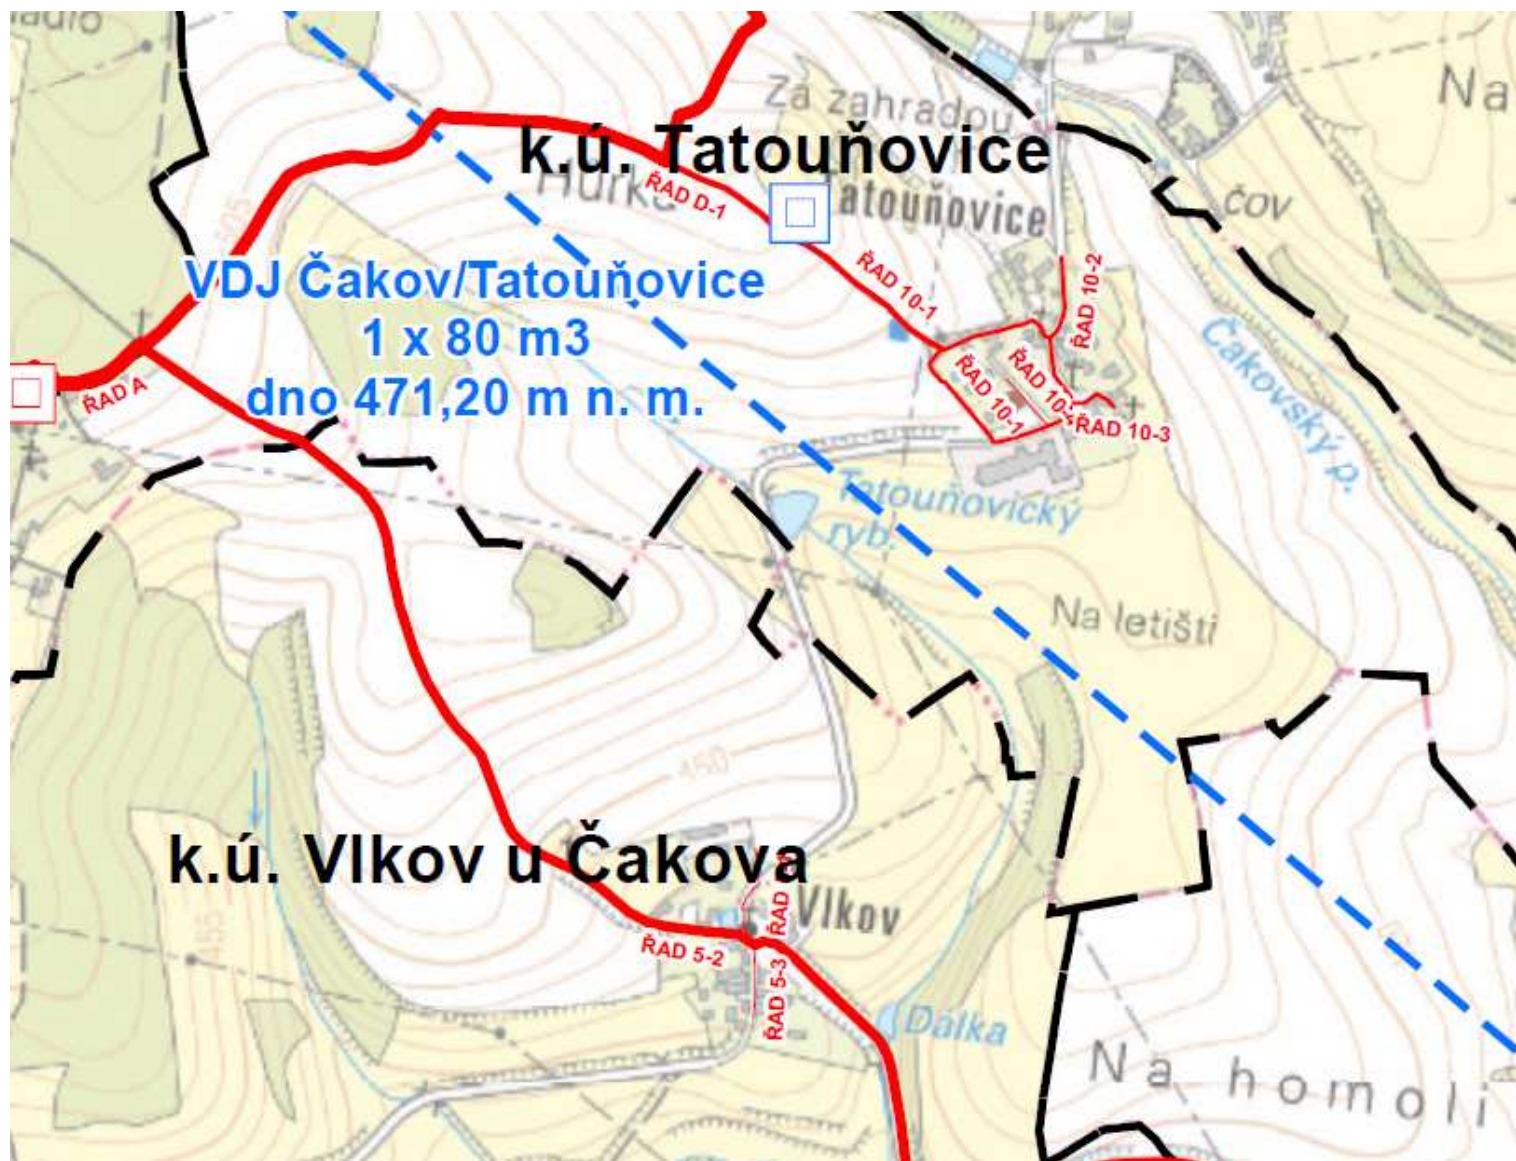 Na
Za zahradou
k.ú. Tatouňovice
Hůrka
ŘAD D-1
Tatouňovice
ČOV
VDJ Čakov/Tatouňovice
1 x 80 m3
dno 471,20 m n. m.
ŘAD 10-1
ŘAD 10-2
ŘAD A
ŘAD 10-1
ŘAD 10-3
Čakovský p.
Tatouňovický
ryb.
Na letišti
450
k.ú. Vlkov u Čakova
Vlkov
ŘAD 5-2
ŘAD 5-3
455
Dalka
Na homoli